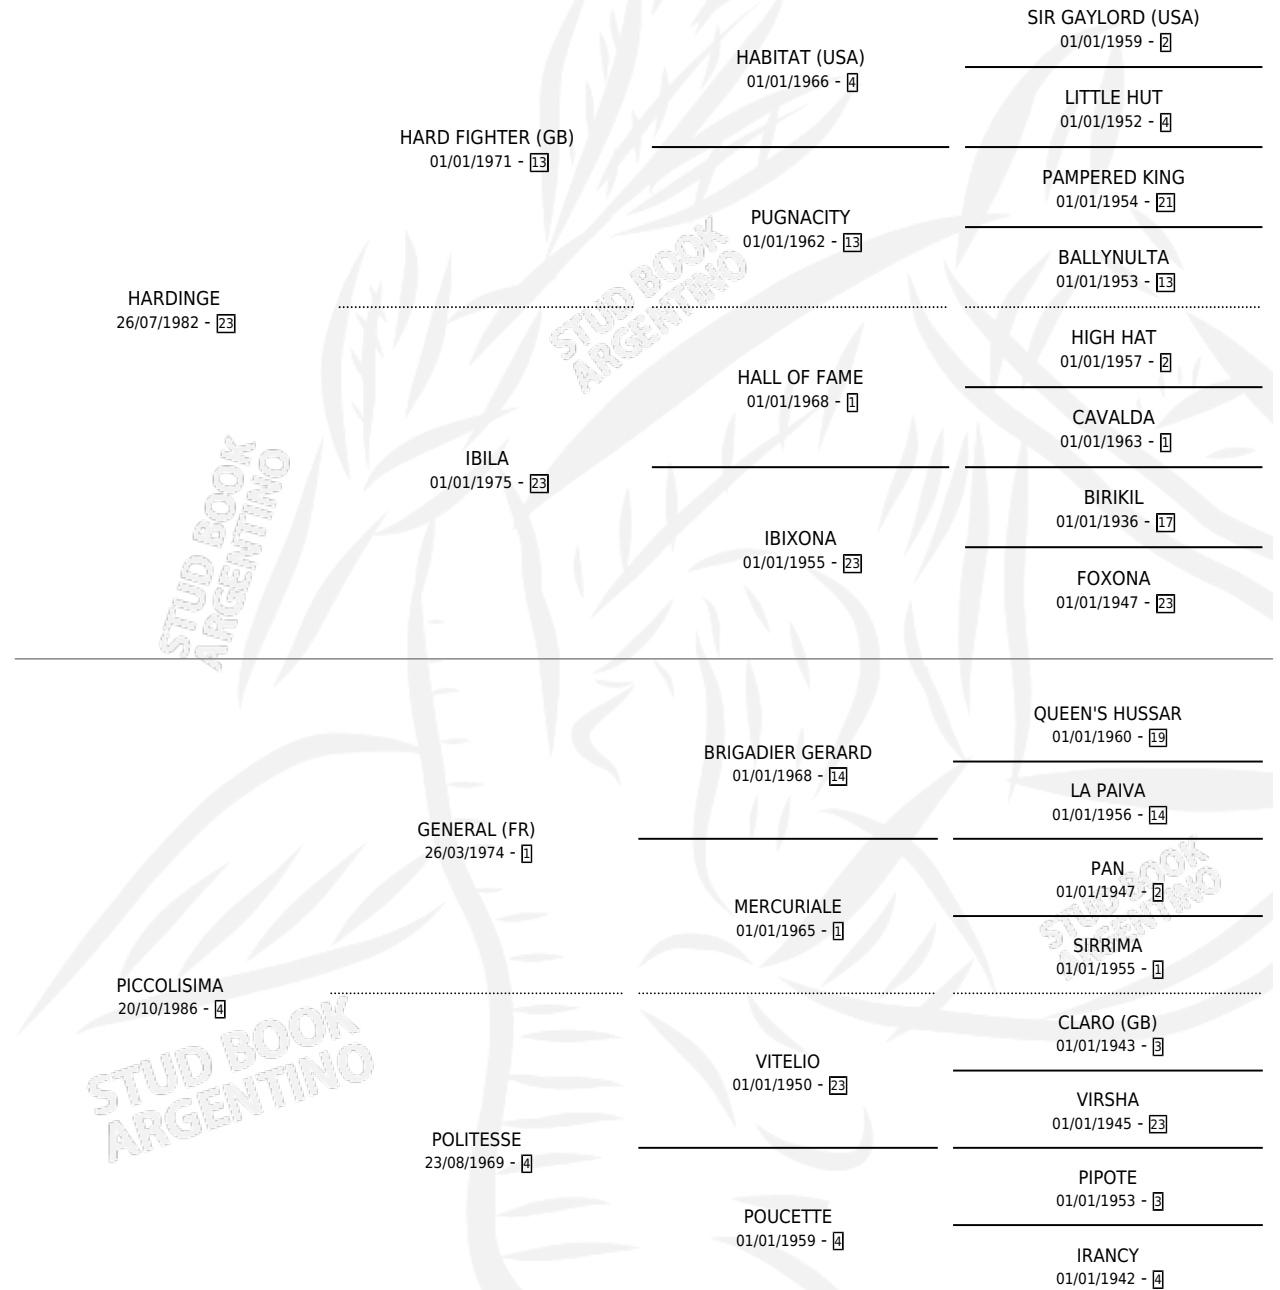 SIR GAYLORD (USA)
01/01/1959 - 2
HABITAT (USA)
01/01/1966 - 4
LITTLE HUT
01/01/1952 - 4
HARD FIGHTER (GB)
01/01/1971 - 13
PAMPERED KING
01/01/1954 - 21
PUGNACITY
01/01/1962 - 13
BALLYNULTA
01/01/1953 - 13
HARDINGE
26/07/1982 - 23
HIGH HAT
01/01/1957 - 2
HALL OF FAME
01/01/1968 - 1
CAVALDA
01/01/1963 - 1
IBILA
01/01/1975 - 23
BIRIKIL
01/01/1936 - 17
IBIXONA
01/01/1955 - 23
FOXONA
01/01/1947 - 23
STUD BOOK
ARGENTINO
STUD BOOK
ARGENTINO
QUEEN'S HUSSAR
01/01/1960 - 19
BRIGADIER GERARD
01/01/1968 - 14
LA PAIVA
01/01/1956 - 14
GENERAL (FR)
26/03/1974 - 1
PAN
01/01/1947 - 2
MERCURIALE
01/01/1965 - 1
SIRRIMA
01/01/1955 - 1
PICCOLISIMA
20/10/1986 - 4
CLARO (GB)
01/01/1943 - 3
VITELIO
01/01/1950 - 23
VIRSHA
01/01/1945 - 23
POLITESSE
23/08/1969 - 4
PIPOTE
01/01/1953 - 3
POUCETTE
01/01/1959 - 4
IRANCY
01/01/1942 - 4
STUD BOOK
ARGENTINO
STUD BOOK
ARGENTINO